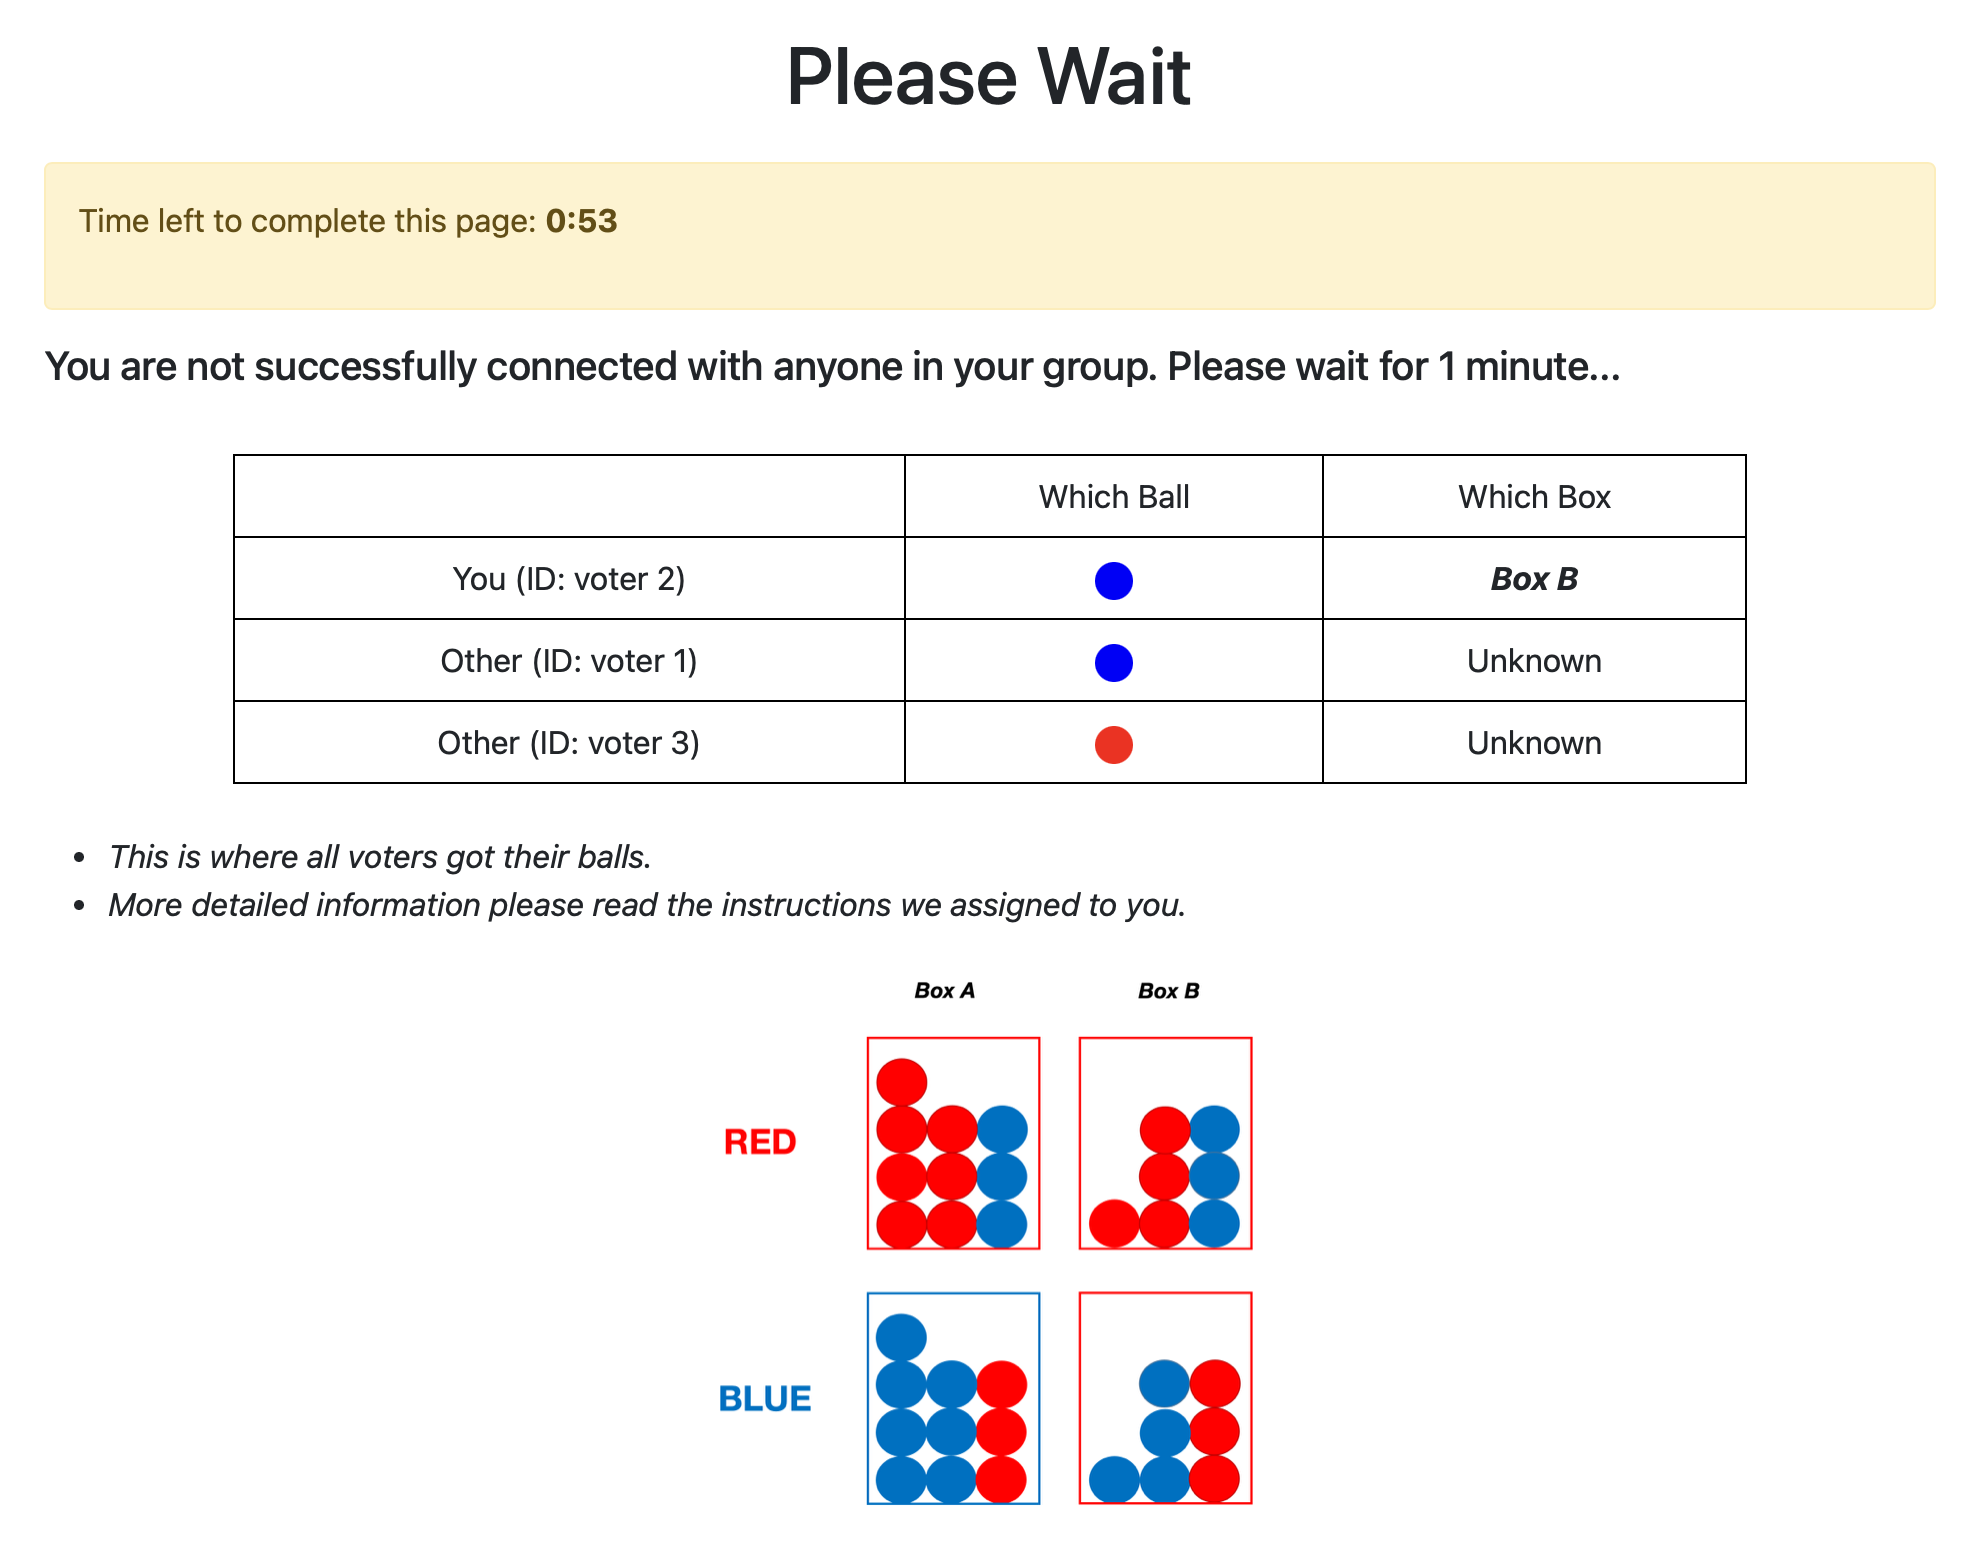 Please Wait
Time left to complete this page: 0:53
You are not successfully connected with anyone in your group. Please wait for 1 minute...
Which Ball Which Box
You (ID: voter 2) Box B
Other (ID: voter 1) Unknown
Other (ID: voter 3) Unknown
This is where all voters got their balls.
More detailed information please read the instructions we assigned to you.
Box A Box B
RED
BLUE